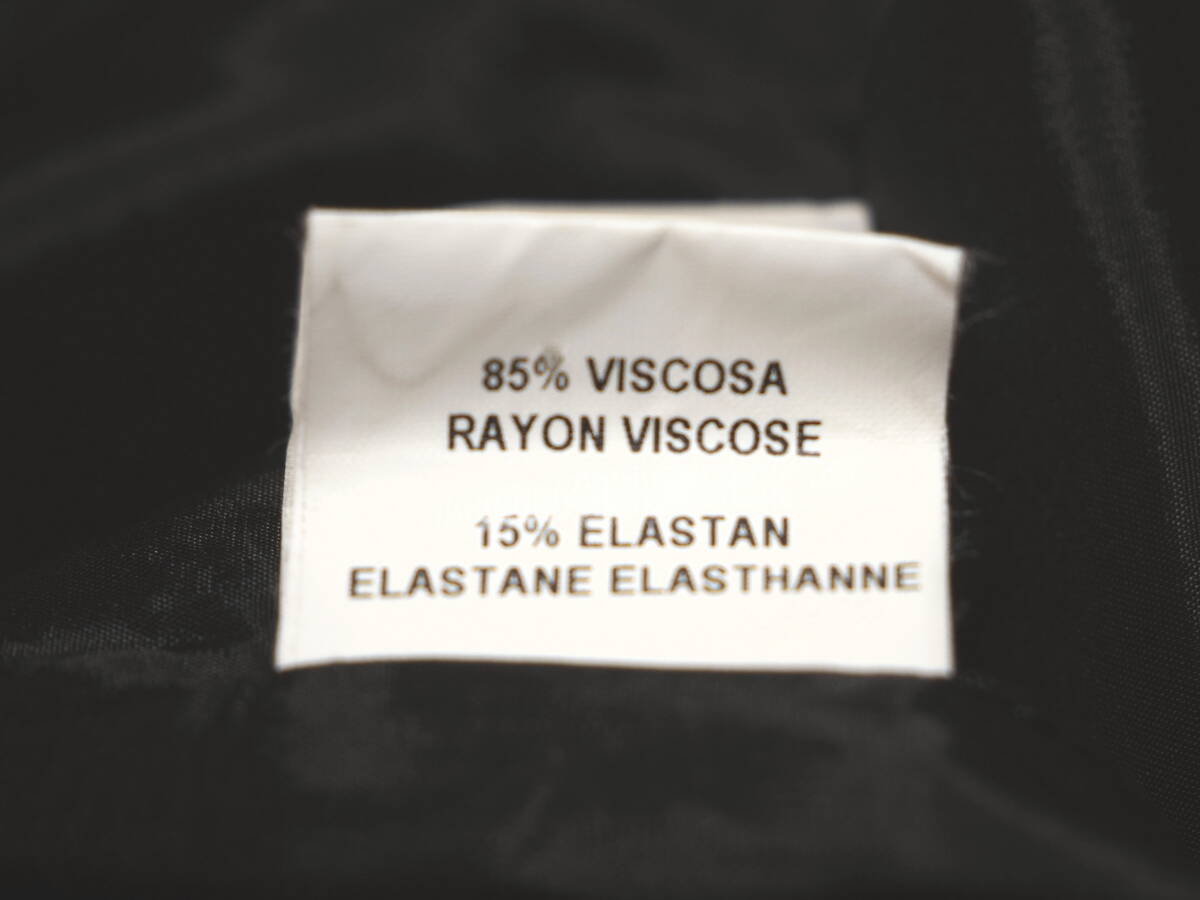 85% VISCOSA
RAYON VISCOSE
15% ELASTAN
ELASTANE ELASTHANNE